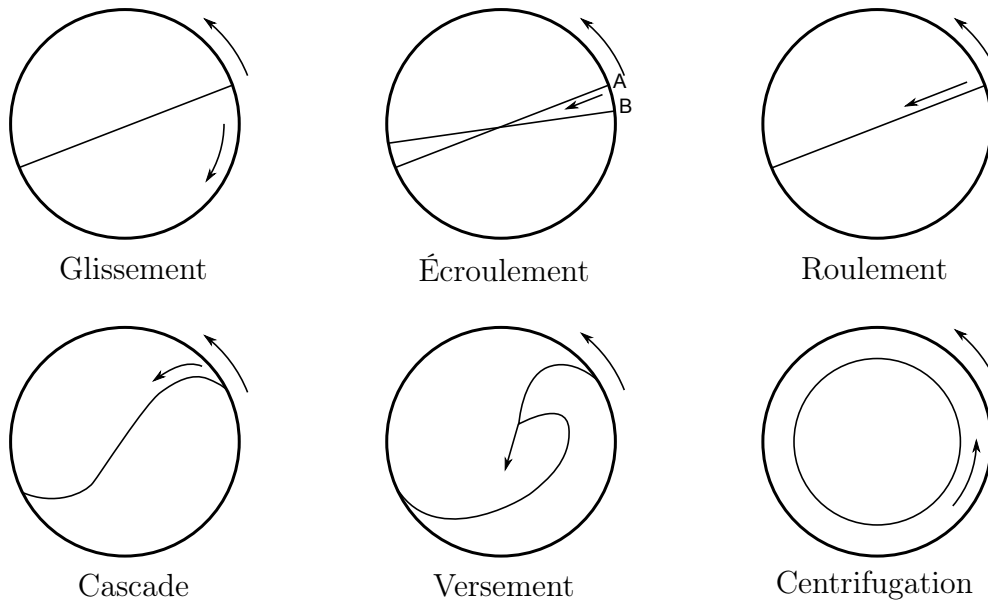 A
B
Glissement
Écroulement
Roulement
Cascade
Versement
Centrifugation